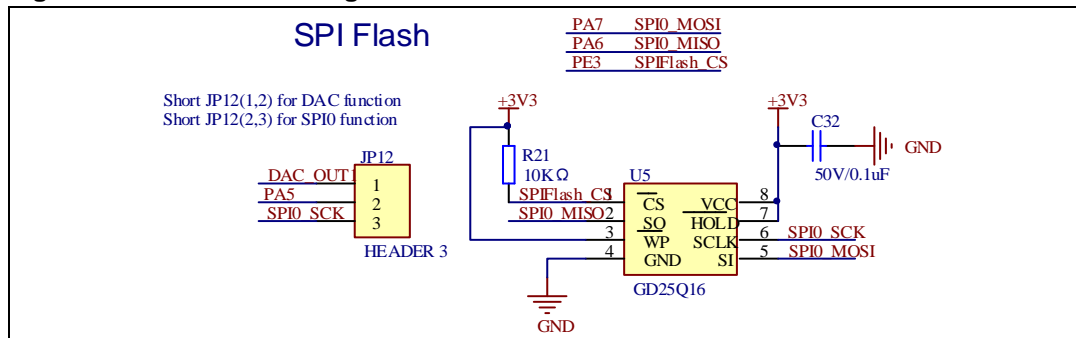 SPI Flash
PA7 SPI0_MOSI
PA6 SPI0_MISO
PE3 SPIFlash_CS
Short JP12(1,2) for DAC function
Short JP12(2,3) for SPI0 function
JP12
DAC_OUT1 1
PA5 2
SPI0_SCK 3
HEADER 3
+3V3
R21
10KΩ
+3V3
C32
50V/0.1uF
GND
U5
SPIFlash_CS 1 CS VCC 8
SPI0_MISO 2 SO HOLD 7
3 WP SCLK 6 SPI0_SCK
4 GND SI 5 SPI0_MOSI
GD25Q16
GND